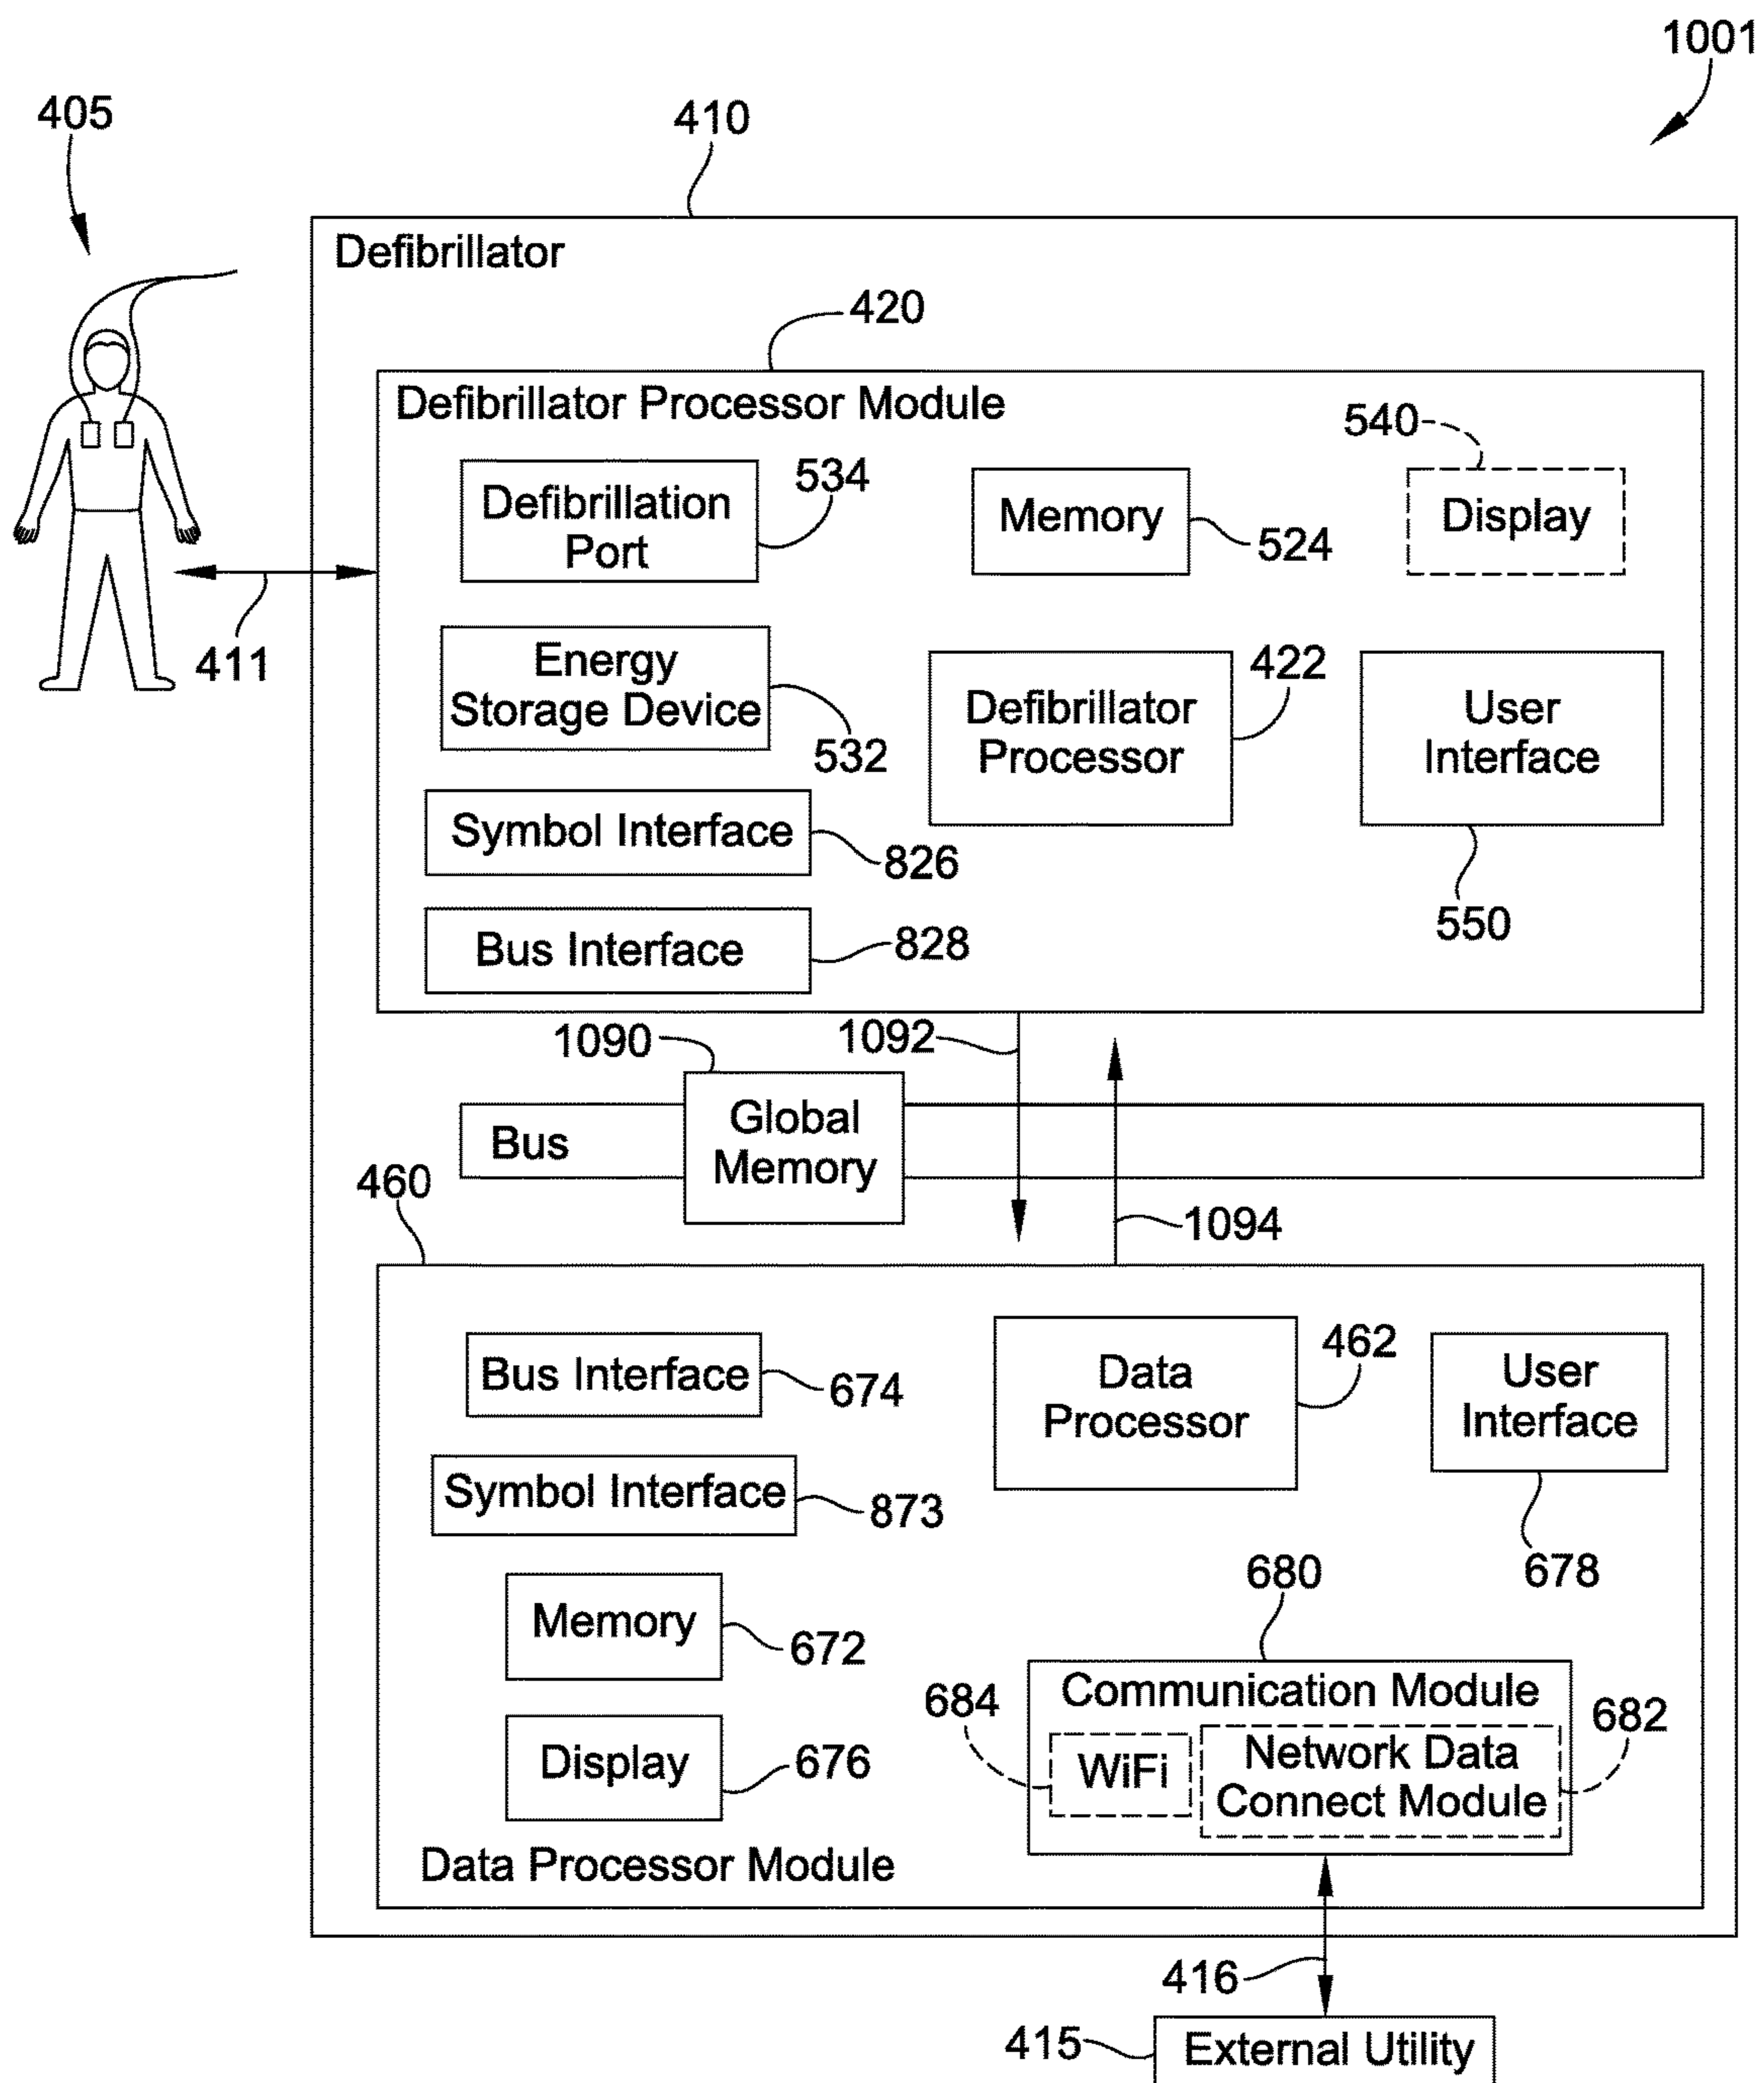 1001
405
410
Defibrillator
420
Defibrillator Processor Module
540
Defibrillation
Port
534
Memory
524
Display
411
Energy
Storage Device
532
Defibrillator
Processor
422
User
Interface
550
Symbol Interface
826
Bus Interface
828
1090
1092
Global
Memory
Bus
460
1094
Bus Interface
674
Data
Processor
462
User
Interface
678
Symbol Interface
873
Memory
672
680
Communication Module
684
WiFi
Network Data
Connect Module
682
Display
676
Data Processor Module
416
415
External Utility